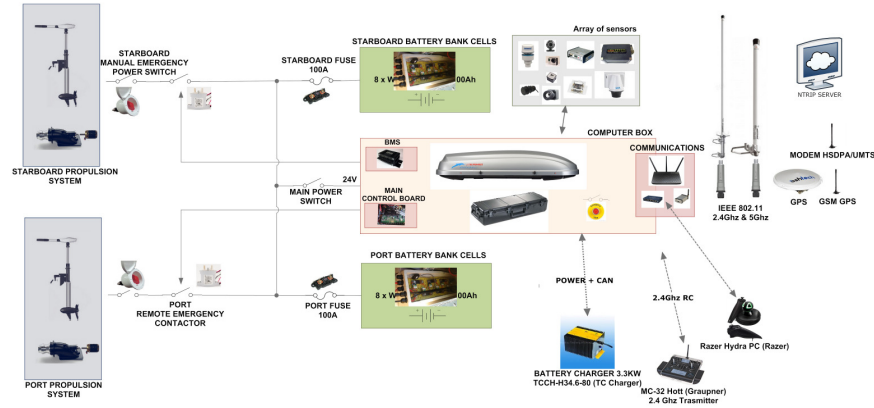 STARBOARD
MANUAL EMERGENCY
POWER SWITCH
STARBOARD FUSE
100A
STARBOARD BATTERY BANK CELLS
8 x W
00Ah
Array of sensors
NTRIP SERVER
STARBOARD PROPULSION
SYSTEM
BMS
COMPUTER BOX
COMMUNICATIONS
24V
MAIN POWER
SWITCH
MAIN
CONTROL BOARD
MODEM HSDPA/UMTS
IEEE 802.11
2.4Ghz & 5Ghz
GPS
GSM GPS
PORT
REMOTE EMERGENCY
CONTACTOR
PORT FUSE
100A
PORT BATTERY BANK CELLS
8 x W
00Ah
POWER + CAN
2.4Ghz RC
PORT PROPULSION
SYSTEM
BATTERY CHARGER 3.3KW
TCCH-H34.6-80 (TC Charger)
Razer Hydra PC (Razer)
MC-32 Hott (Graupner)
2.4 Ghz Trasmitter